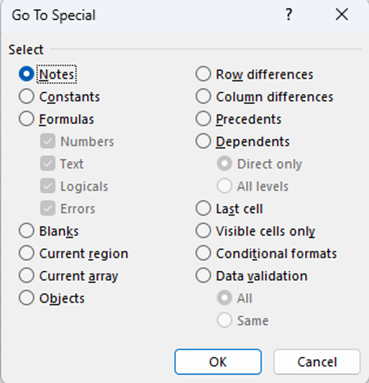 Go To Special ?
Select
Notes
Constants
Formulas
Numbers
Text
Logicals
Errors
Blanks
Current region
Current array
Objects
Row differences
Column differences
Precedents
Dependents
Direct only
All levels
Last cell
Visible cells only
Conditional formats
Data validation
All
Same
OK
Cancel